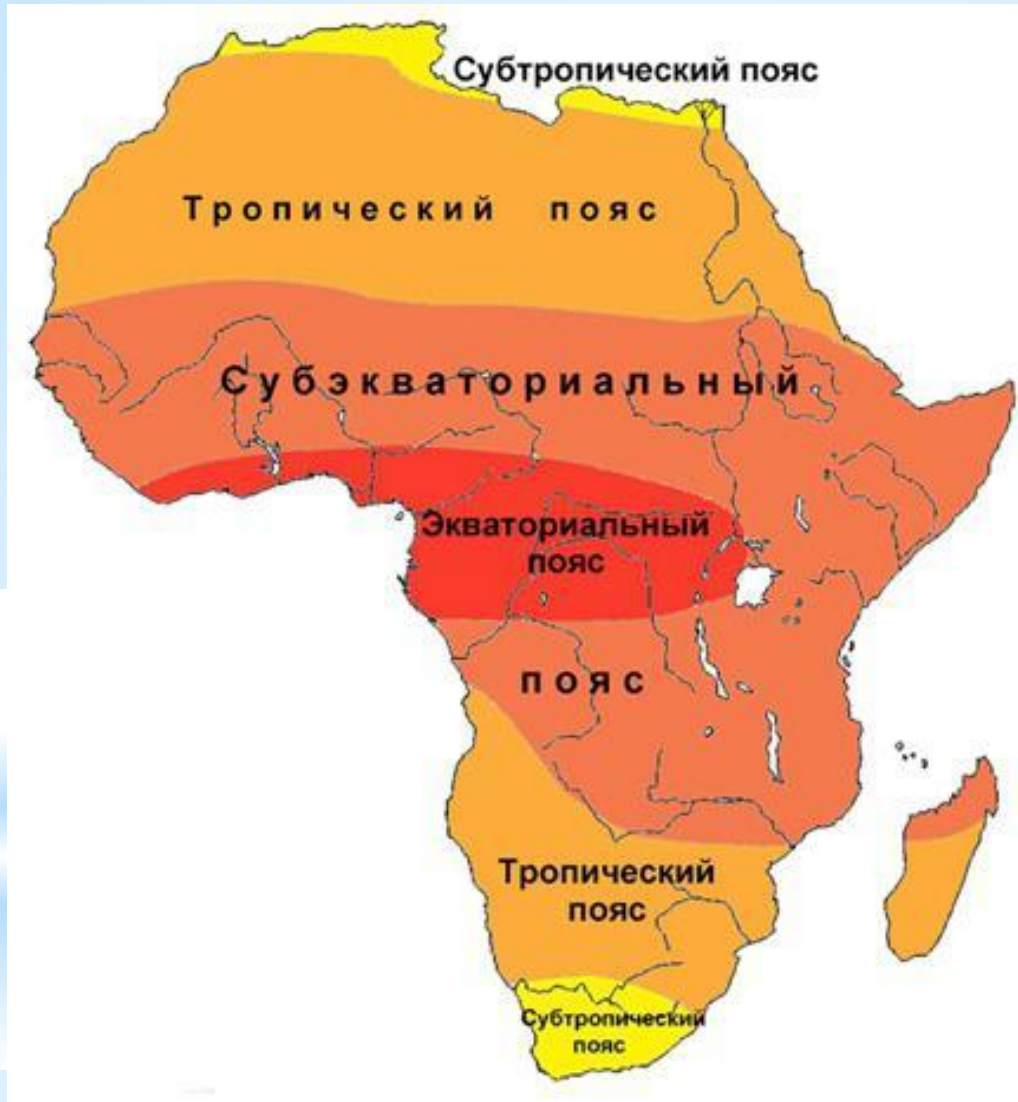 Субтропический пояс
Тропический пояс
Субэкваториальный
Экваториальный
пояс
пояс
Тропический
пояс
Субтропический
пояс